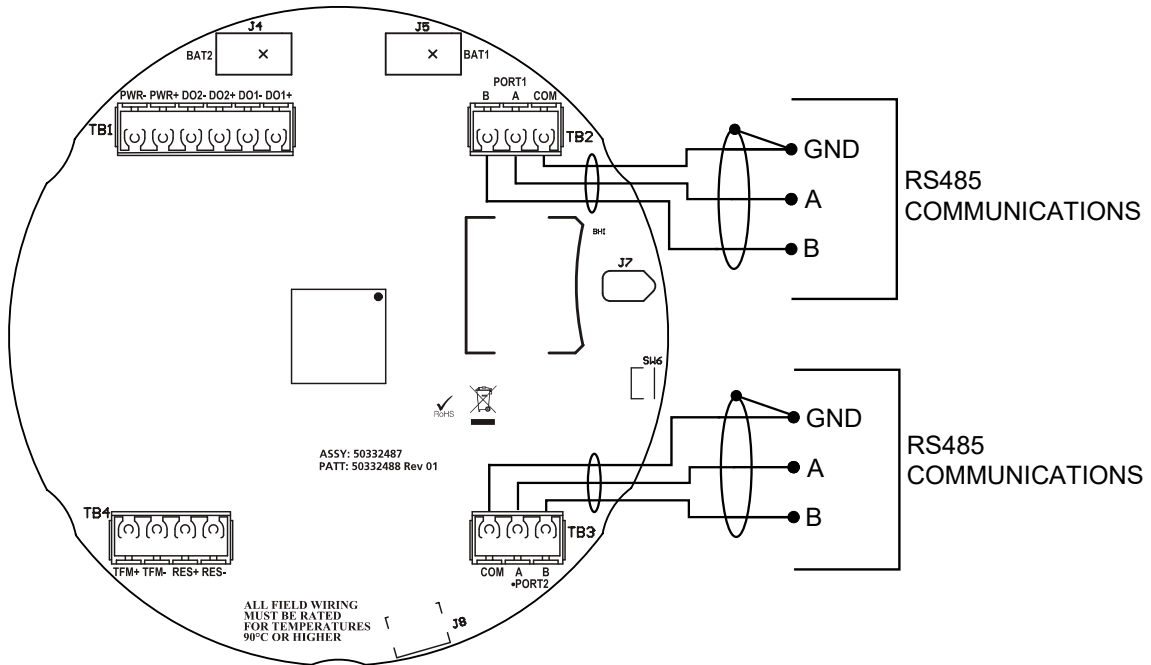 J4
J5
BAT2
BAT1
PORT1
PWR- PWR+ DO2- DO2+ DO1- DO1+
B A COM
TB1
TB2
GND
A
B
RS485
COMMUNICATIONS
BH1
J7
SW6
RoHS
ASSY: 50332487
PATT: 50332488 Rev 01
GND
A
B
RS485
COMMUNICATIONS
TB4
TB3
TFM+ TFM- RES+ RES-
COM A B
•PORT2
ALL FIELD WIRING
MUST BE RATED
FOR TEMPERATURES
90°C OR HIGHER
J8